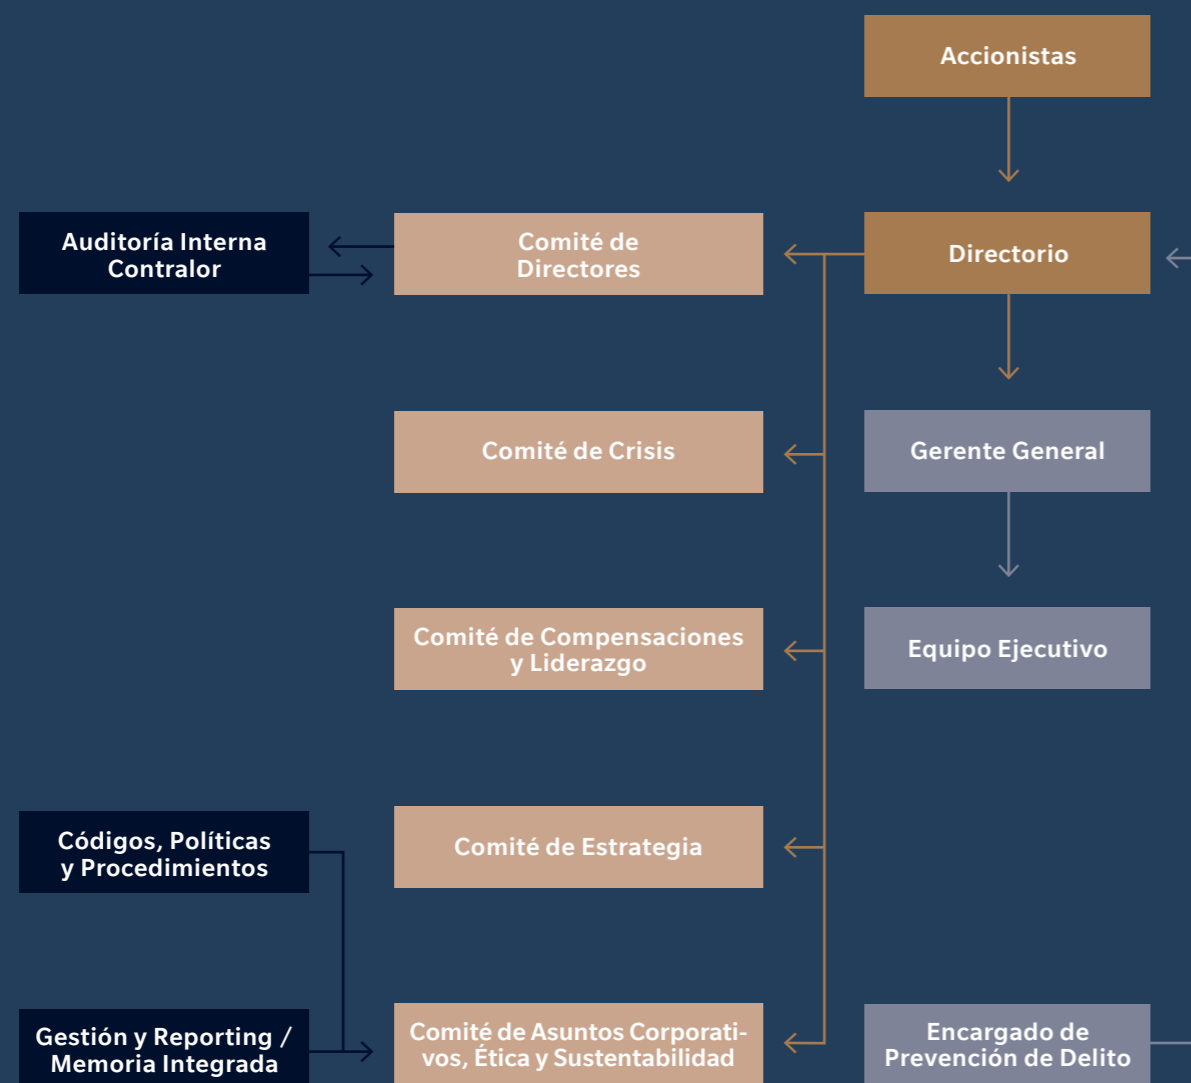 Accionistas
Auditoría Interna
Contralor
Comité de
Directores
Directorio
Comité de Crisis
Gerente General
Comité de Compensaciones
y Liderazgo
Equipo Ejecutivo
Códigos, Políticas
y Procedimientos
Comité de Estrategia
Gestión y Reporting /
Memoria Integrada
Comité de Asuntos Corporati-
vos, Ética y Sustentabilidad
Encargado de
Prevención de Delito